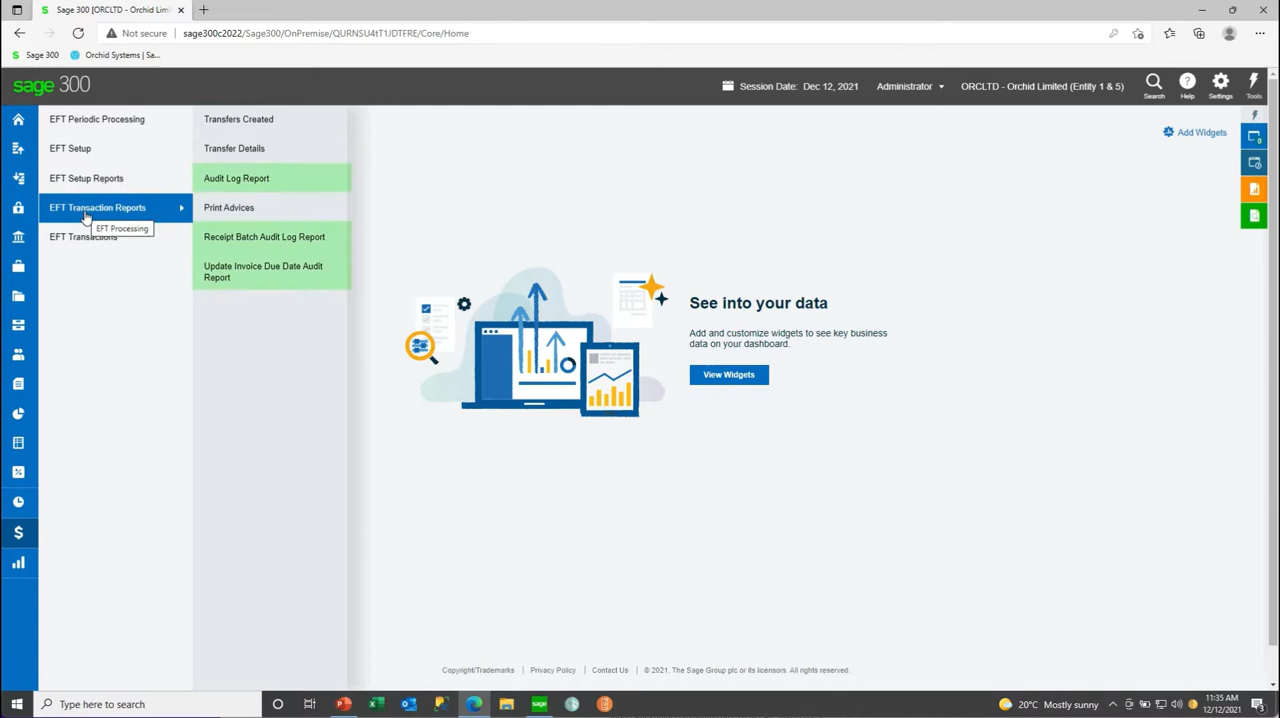 Sage 300 [ORCLTD - Orchid Limi
Not secure
sage300c2022/Sage300/OnPremise/QURNSU4tT1JDTFRE/Core/Home
Sage 300
Orchid Systems | Sa...
sage 300
Session Date: Dec 12, 2021
Administrator
ORCLTD - Orchid Limited (Entity 1 & 5)
Search
Help
Settings
Tools
EFT Periodic Processing
EFT Setup
EFT Setup Reports
EFT Transaction Reports
EFT Processing
EFT Transactions
Transfers Created
Transfer Details
Audit Log Report
Print Advices
Receipt Batch Audit Log Report
Update Invoice Due Date Audit
Report
Add Widgets
0
See into your data
Add and customize widgets to see key business
data on your dashboard.
View Widgets
Copyright/Trademarks | Privacy Policy | Contact Us | © 2021, The Sage Group plc or its licensors. All rights reserved.
Type here to search
sage
20°C Mostly sunny
11:35 AM
12/12/2021
3